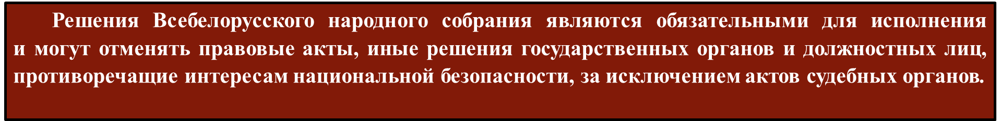 Решения Всебелорусского народного собрания являются обязательными для исполнения
и могут отменять правовые акты, иные решения государственных органов и должностных лиц,
противоречащие интересам национальной безопасности, за исключением актов судебных органов.